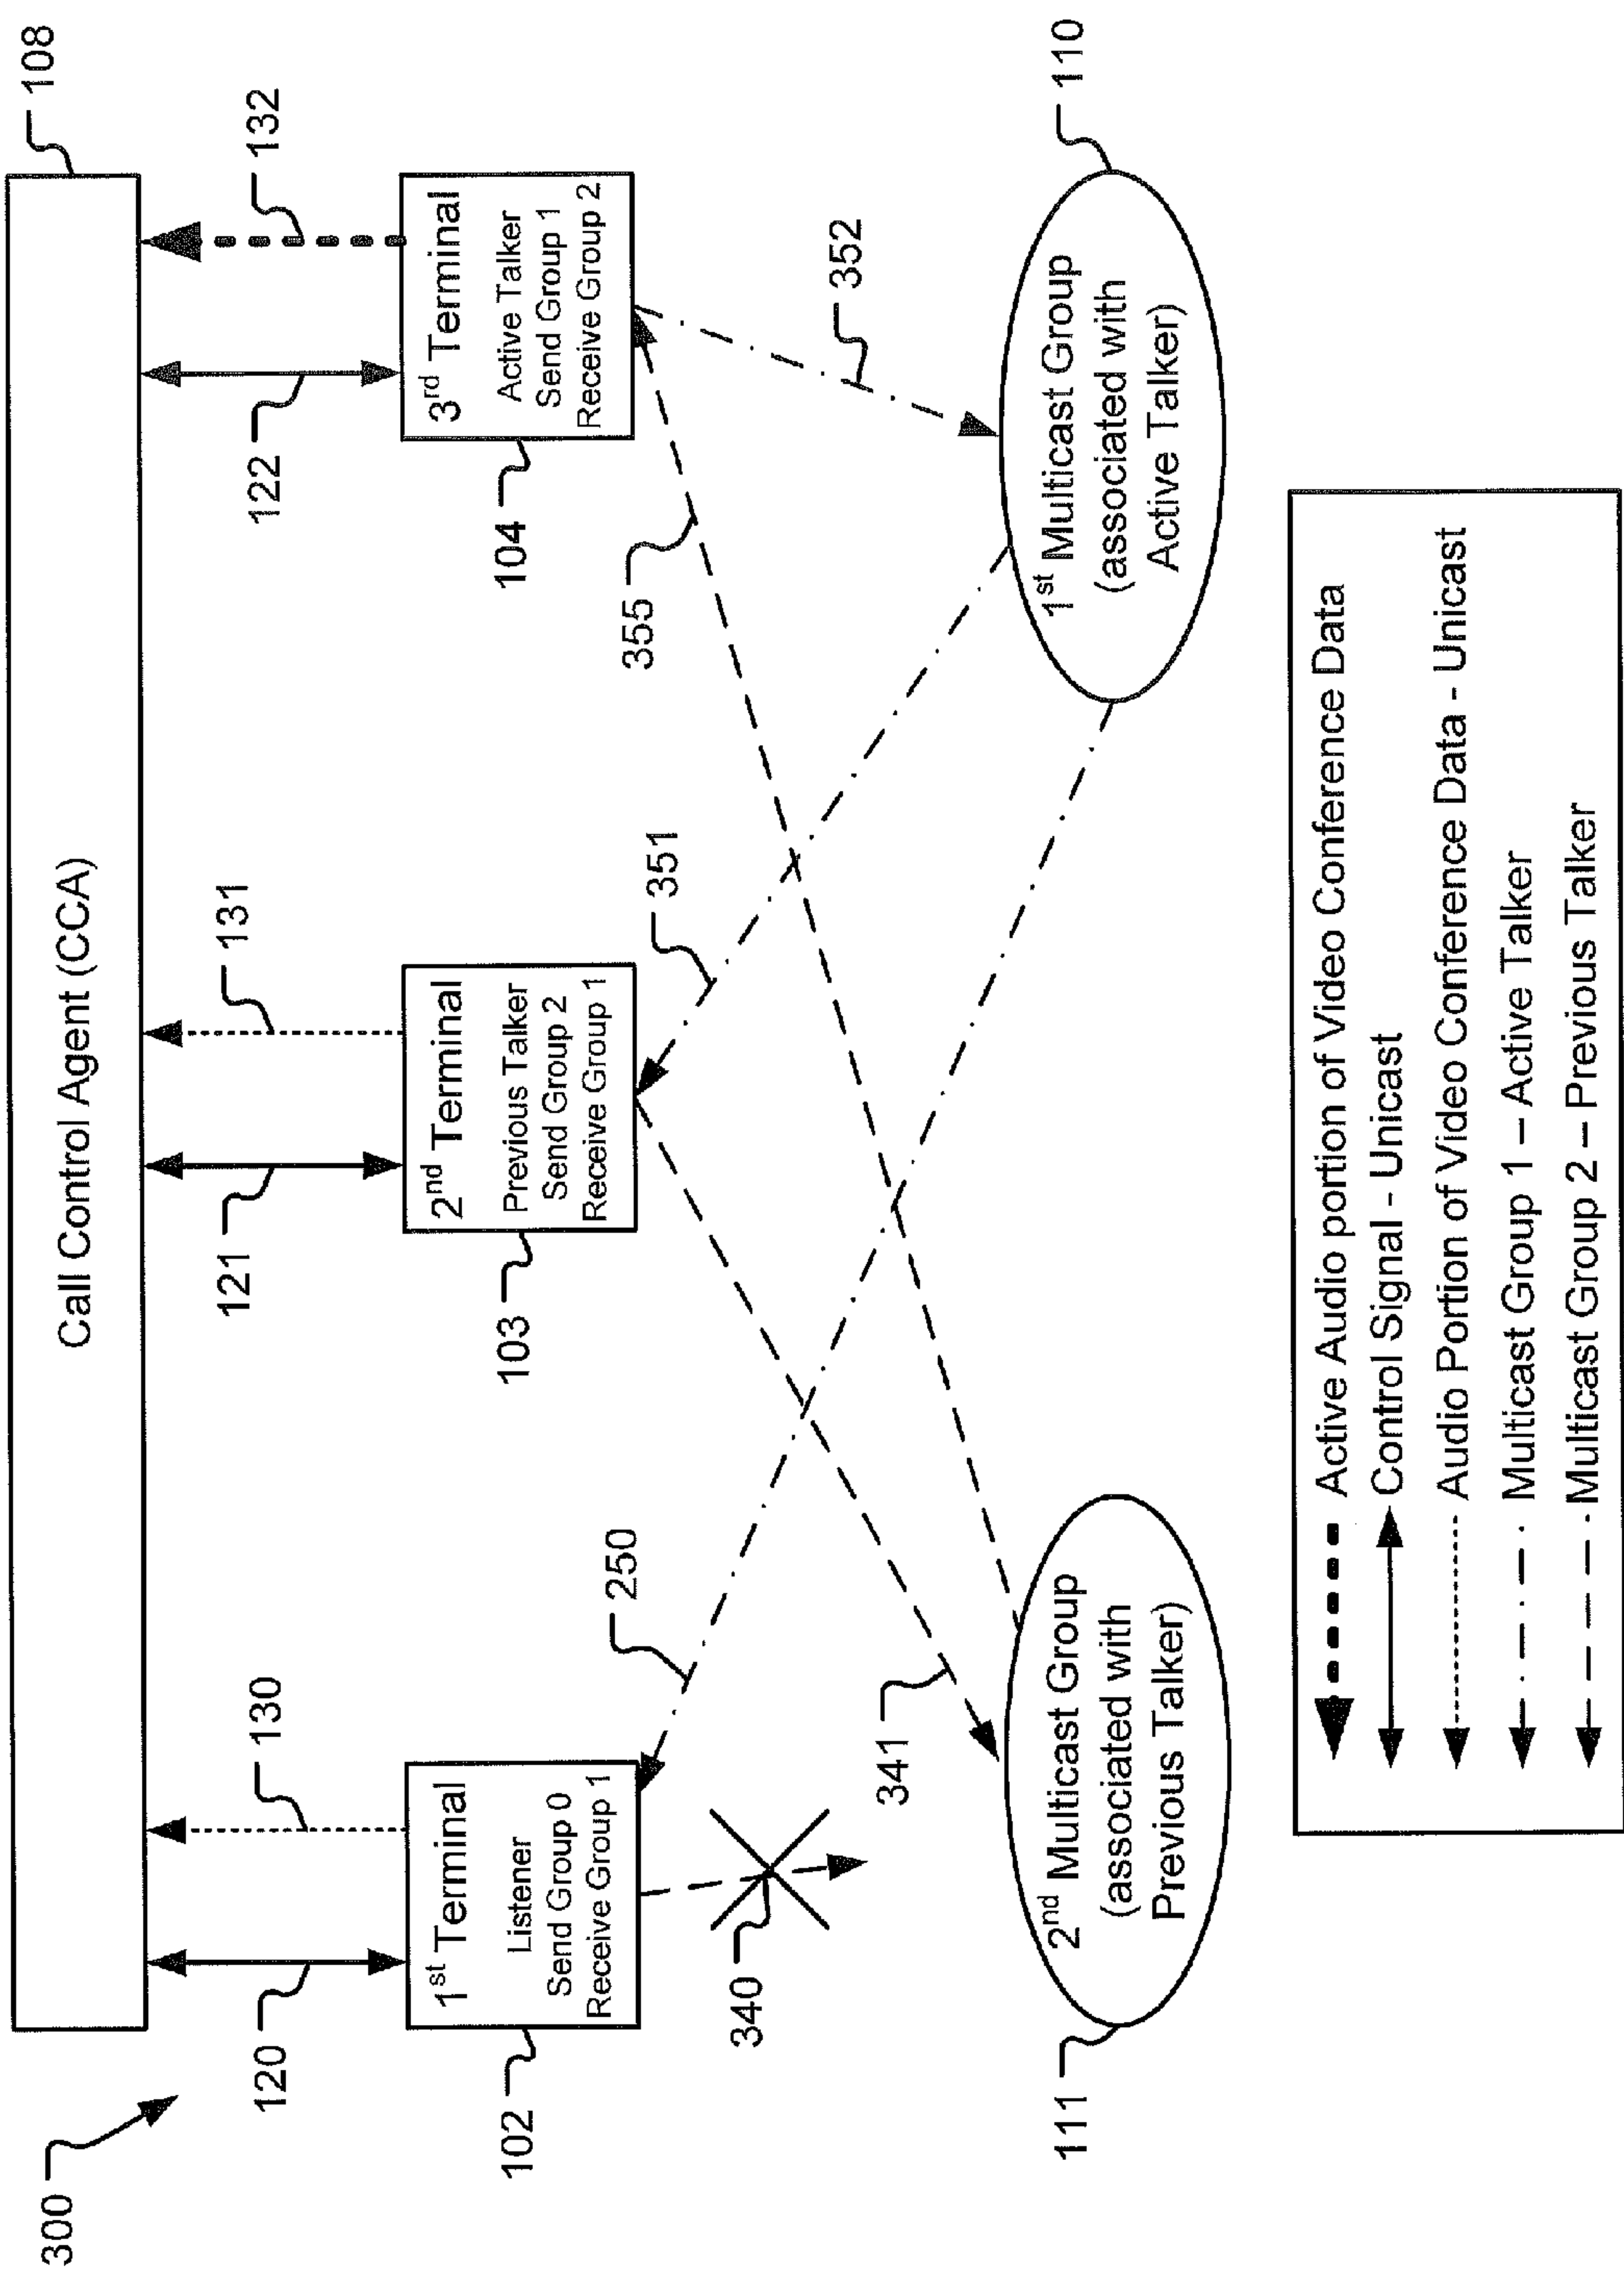 300
Call Control Agent (CCA)
108
120
130
121
131
122
132
102
1st Terminal
Listener
Send Group 0
Receive Group 1
103
2nd Terminal
Previous Talker
Send Group 2
Receive Group 1
104
3rd Terminal
Active Talker
Send Group 1
Receive Group 2
340
250
341
351
355
352
111
2nd Multicast Group
(associated with
Previous Talker)
1st Multicast Group
(associated with
Active Talker)
110
Active Audio portion of Video Conference Data
Control Signal - Unicast
Audio Portion of Video Conference Data - Unicast
Multicast Group 1 – Active Talker
Multicast Group 2 – Previous Talker